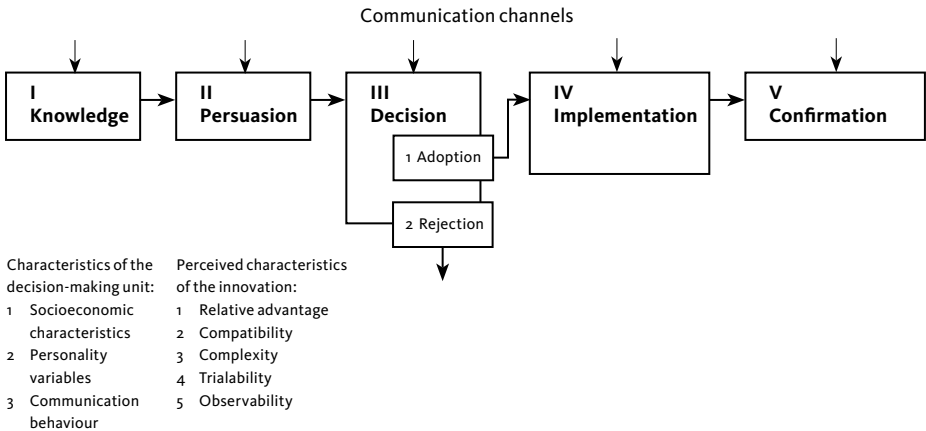 Communication channels
I
Knowledge
II
Persuasion
III
Decision
1 Adoption
2 Rejection
IV
Implementation
V
Confirmation
Characteristics of the
decision-making unit:
1 Socioeconomic
characteristics
2 Personality
variables
3 Communication
behaviour
Perceived characteristics
of the innovation:
1 Relative advantage
2 Compatibility
3 Complexity
4 Trialability
5 Observability